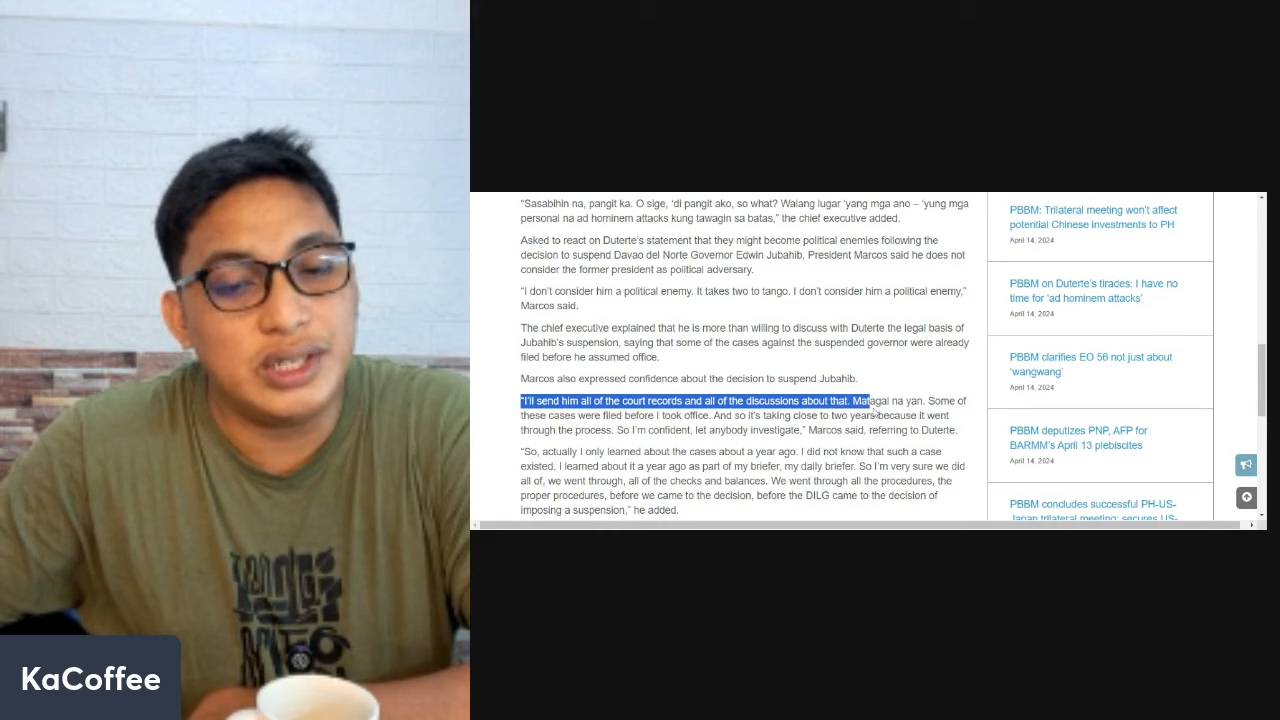 “Sasabihin na, pangit ka. O sige, ‘di pangit ako, so what? Walang lugar ‘yang mga ano – ‘yung mga
personal na ad hominem attacks kung tawagin sa batas,” the chief executive added.
Asked to react on Duterte’s statement that they might become political enemies following the
decision to suspend Davao del Norte Governor Edwin Jubahib, President Marcos said he does not
consider the former president as political adversary.
“I don’t consider him a political enemy. It takes two to tango. I don’t consider him a political enemy,”
Marcos said.
The chief executive explained that he is more than willing to discuss with Duterte the legal basis of
Jubahib’s suspension, saying that some of the cases against the suspended governor were already
filed before he assumed office.
Marcos also expressed confidence about the decision to suspend Jubahib.
“I’ll send him all of the court records and all of the discussions about that. Matagal na yan. Some of
these cases were filed before I took office. And so it’s taking close to two years because it went
through the process. So I’m confident, let anybody investigate,” Marcos said, referring to Duterte.
“So, actually I only learned about the cases about a year ago. I did not know that such a case
existed. I learned about it a year ago as part of my briefer, my daily briefer. So I’m very sure we did
all of, we went through, all of the checks and balances. We went through all the procedures, the
proper procedures, before we came to the decision, before the DILG came to the decision of
imposing a suspension,” he added.
PBBM: Trilateral meeting won’t affect
potential Chinese investments to PH
April 14, 2024
PBBM on Duterte’s tirades: I have no
time for ‘ad hominem attacks’
April 14, 2024
PBBM clarifies EO 56 not just about
‘wangwang’
April 14, 2024
PBBM deputizes PNP, AFP for
BARMM’s April 13 plebiscites
April 14, 2024
PBBM concludes successful PH-US-
Japan trilateral meeting; secures US-
KaCoffee